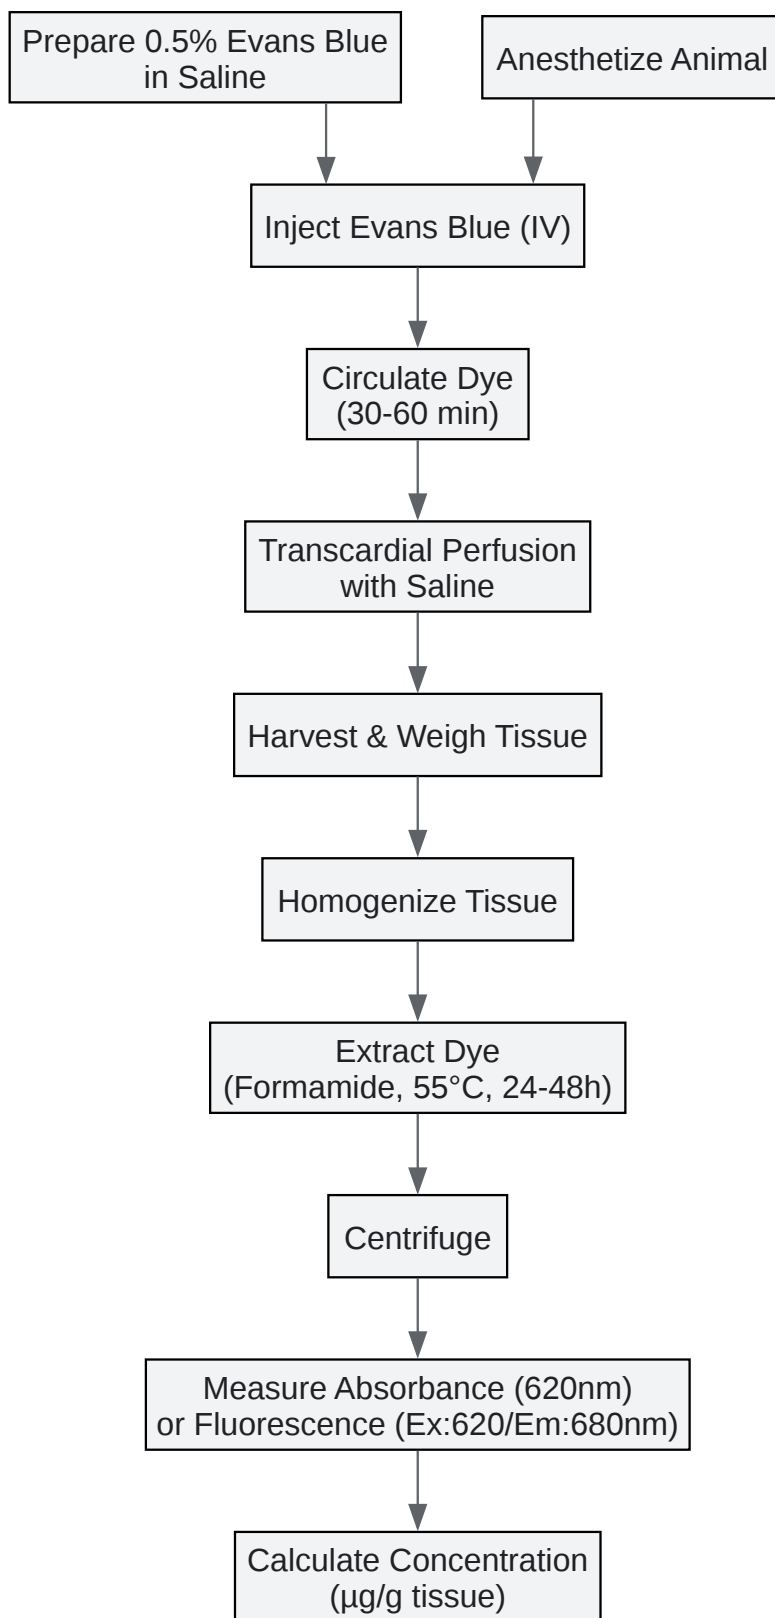 Prepare 0.5% Evans Blue
in Saline
Anesthetize Animal
Inject Evans Blue (IV)
Circulate Dye
(30-60 min)
Transcardial Perfusion
with Saline
Harvest & Weigh Tissue
Homogenize Tissue
Extract Dye
(Formamide, 55°C, 24-48h)
Centrifuge
Measure Absorbance (620nm)
or Fluorescence (Ex:620/Em:680nm)
Calculate Concentration
(µg/g tissue)